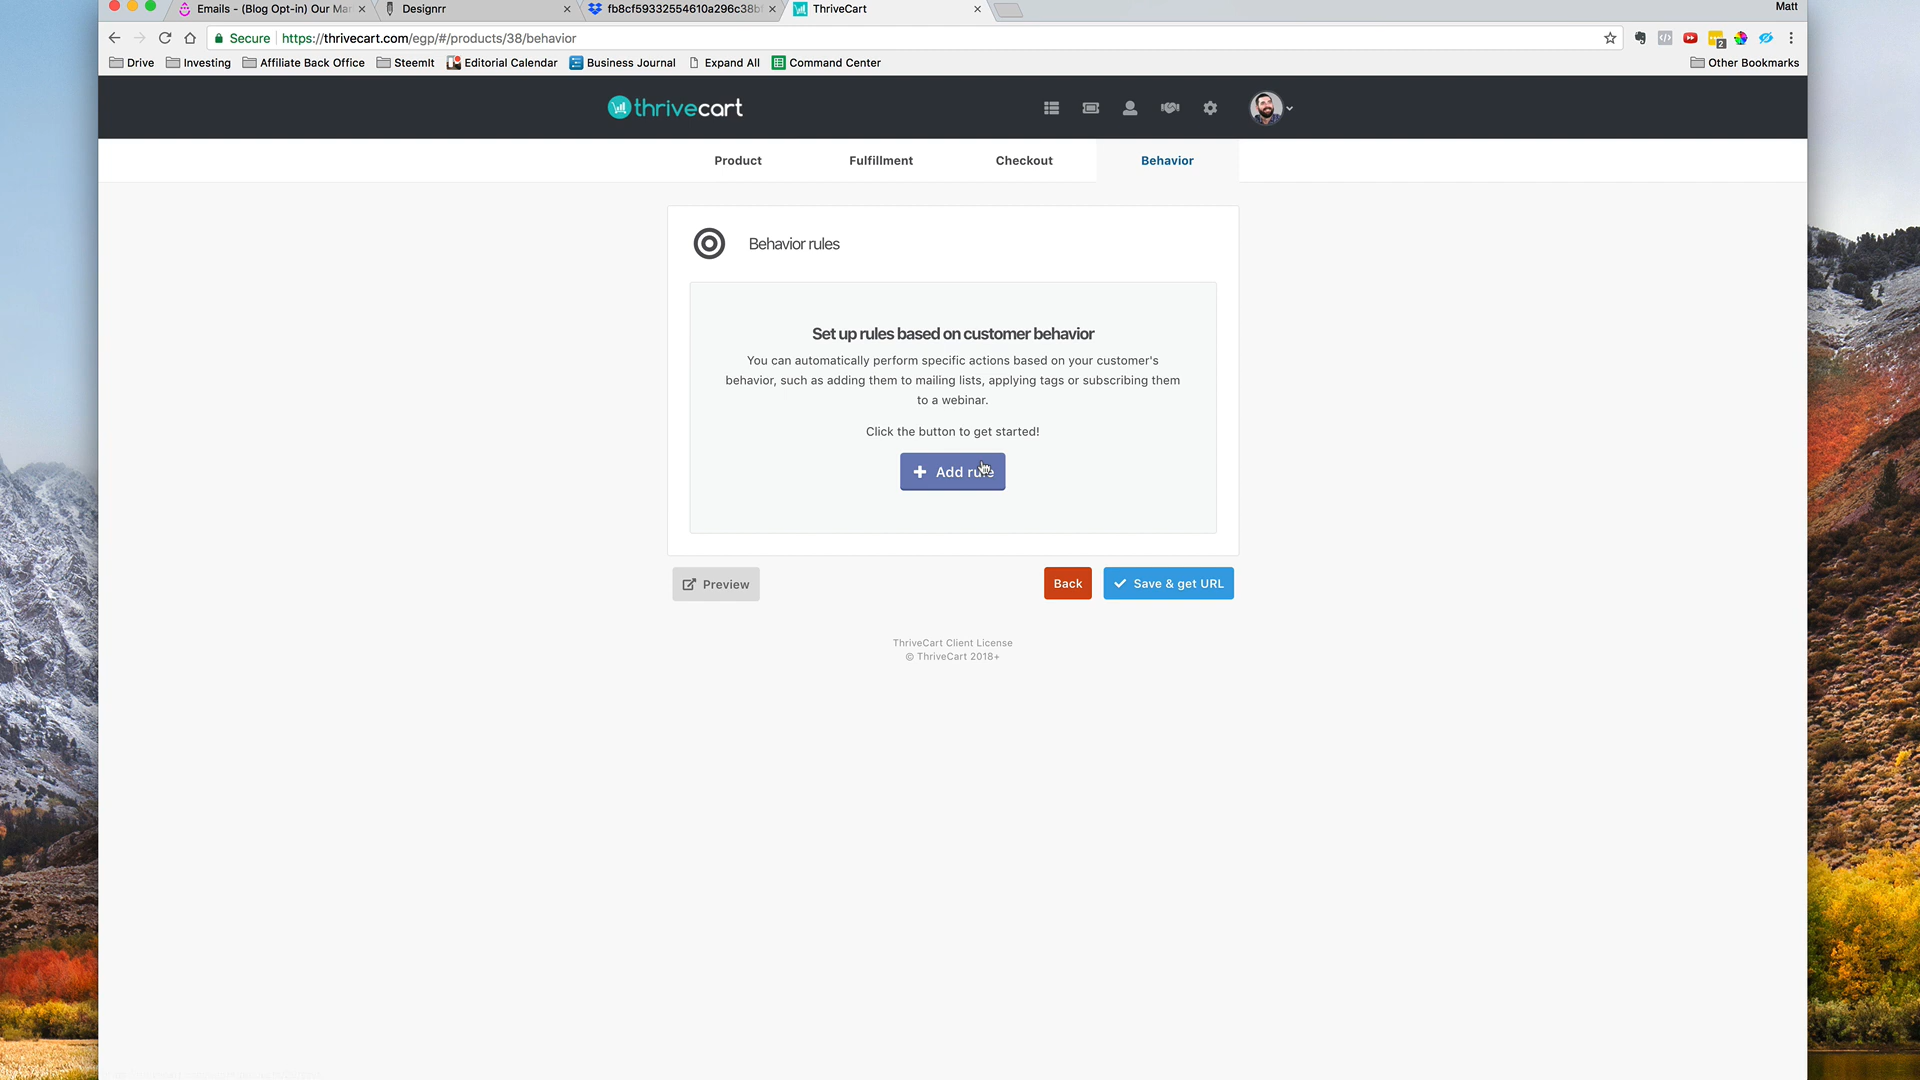 Emails - (Blog Opt-in) Our Mar
Designrr
fb8cf59332554610a296c38bf
ThriveCart
Matt
Secure
https://thrivecart.com/egp/#/products/38/behavior
Drive
Investing
Affiliate Back Office
SteemIt
Editorial Calendar
Business Journal
Expand All
Command Center
Other Bookmarks
2
thrivecart
Product
Fulfillment
Checkout
Behavior
Behavior rules
Set up rules based on customer behavior
You can automatically perform specific actions based on your customer's
behavior, such as adding them to mailing lists, applying tags or subscribing them
to a webinar.
Click the button to get started!
Add rule
Preview
Back
Save & get URL
ThriveCart Client License
© ThriveCart 2018+